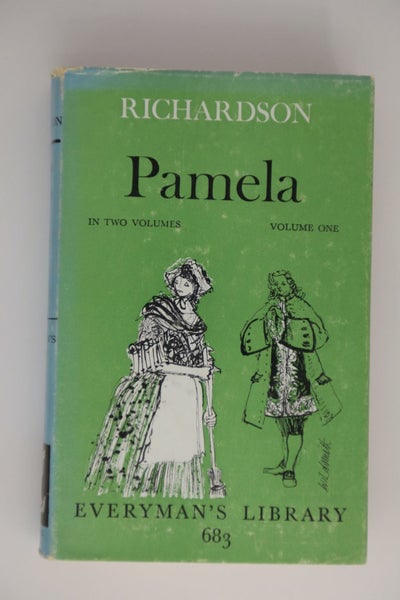 RICHARDSON
Pamela
IN TWO VOLUMES VOLUME ONE
EVERYMAN'S LIBRARY
683